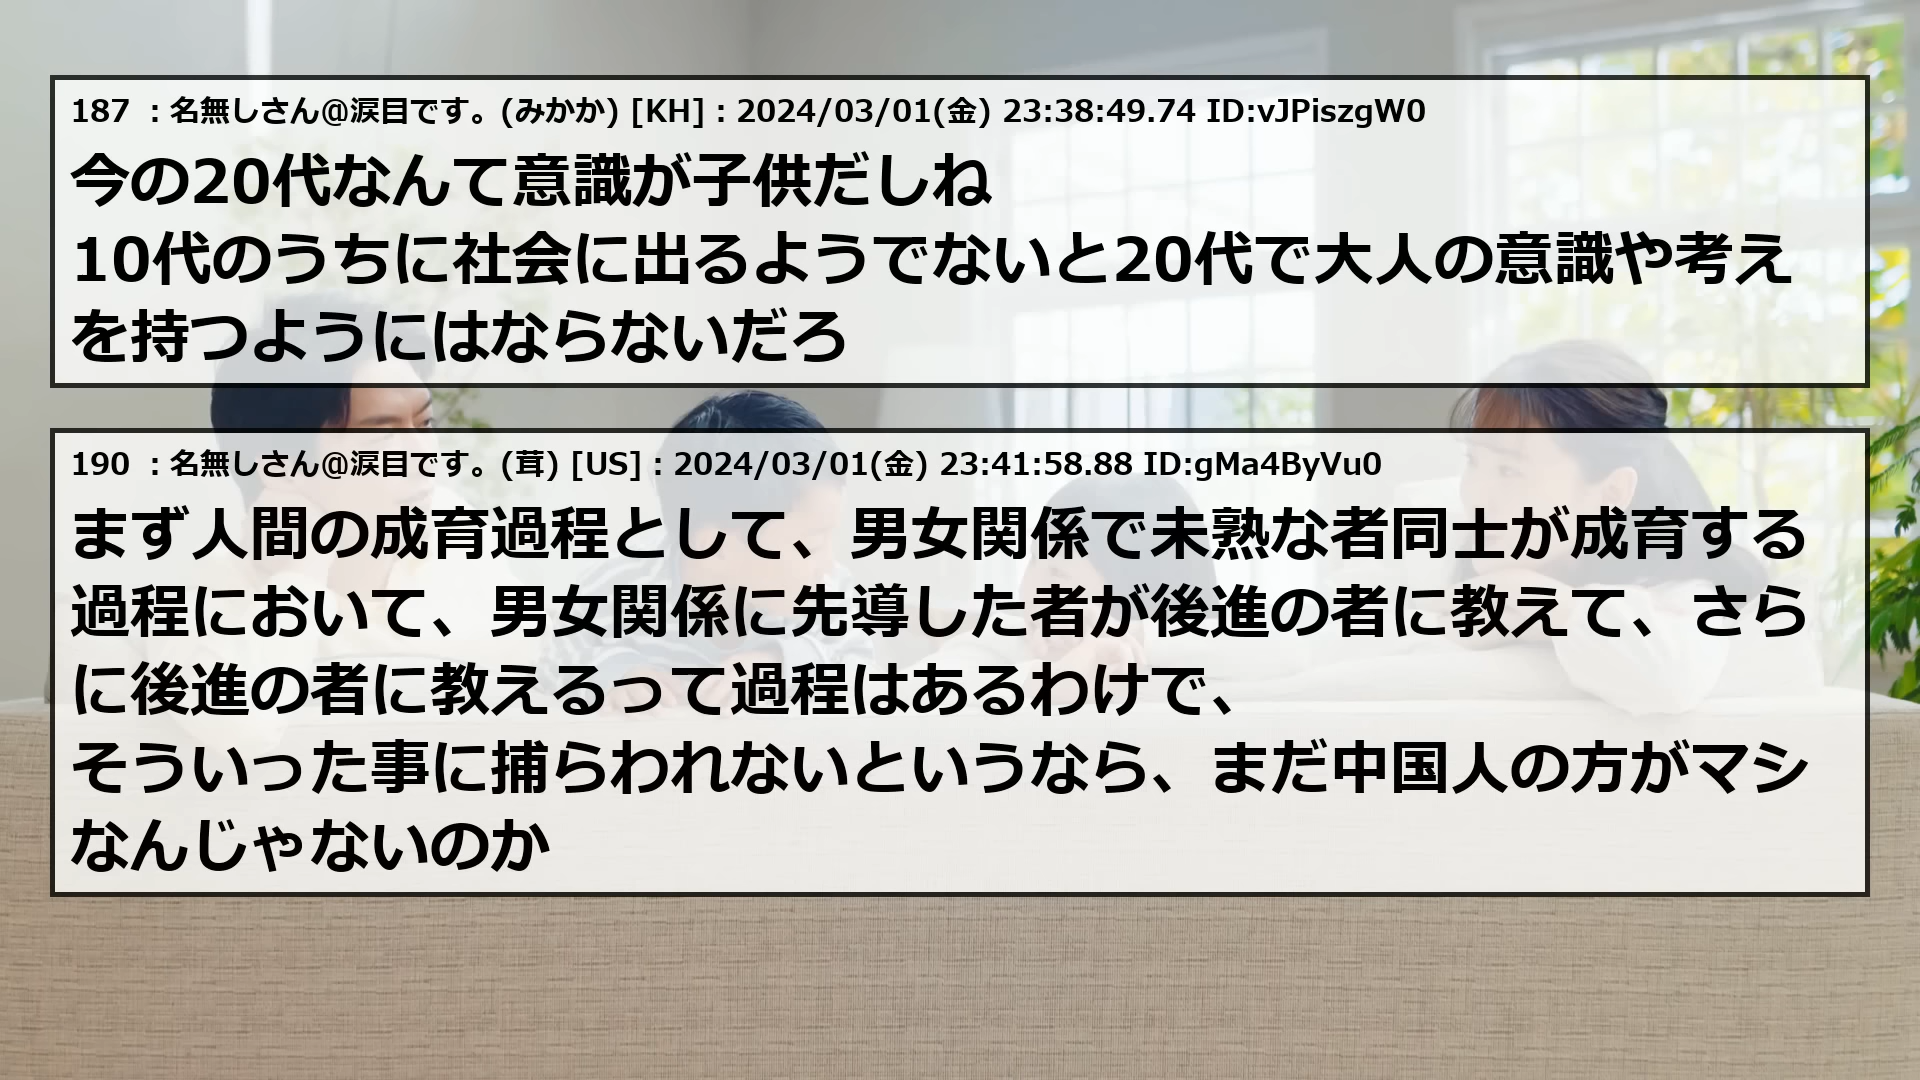 187 ：名無しさん@涙目です。(みかか) [KH]：2024/03/01(金) 23:38:49.74 ID:vJPiszgW0
今の20代なんて意識が子供だしね
10代のうちに社会に出るようでないと20代で大人の意識や考え
を持つようにはならないだろ
190 ：名無しさん@涙目です。(茸) [US]：2024/03/01(金) 23:41:58.88 ID:gMa4ByVu0
まず人間の成育過程として、男女関係で未熟な者同士が成育する
過程において、男女関係に先導した者が後進の者に教えて、さら
に後進の者に教えるって過程はあるわけで、
そういった事に捕らわれないというなら、まだ中国人の方がマシ
なんじゃないのか